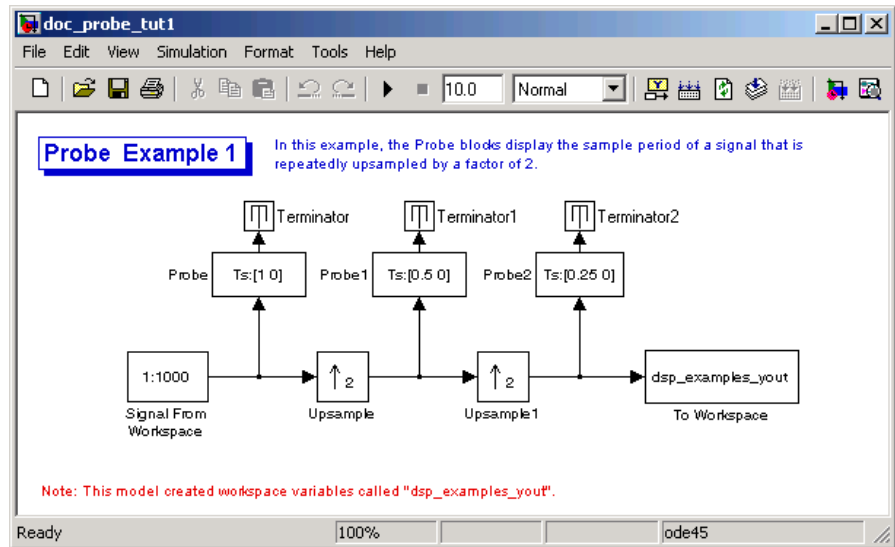 doc_probe_tut1
File Edit View Simulation Format Tools Help
10.0 Normal
Probe Example 1
In this example, the Probe blocks display the sample period of a signal that is
repeatedly upsampled by a factor of 2.
Terminator Terminator1 Terminator2
Probe Ts:[1 0] Probe1 Ts:[0.5 0] Probe2 Ts:[0.25 0]
1:1000 ↑2 ↑2 dsp_examples_yout
Signal From
Workspace
Upsample Upsample1 To Workspace
Note: This model created workspace variables called "dsp_examples_yout".
Ready 100% ode45